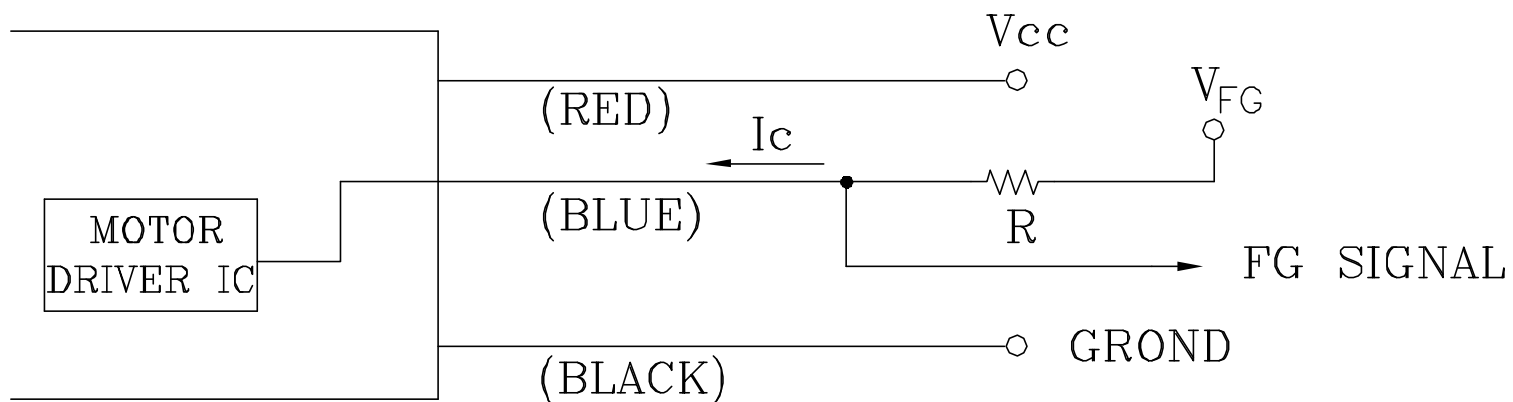 Vcc
(RED)
VFG
Ic
(BLUE)
R
MOTOR
DRIVER IC
FG SIGNAL
GROND
(BLACK)